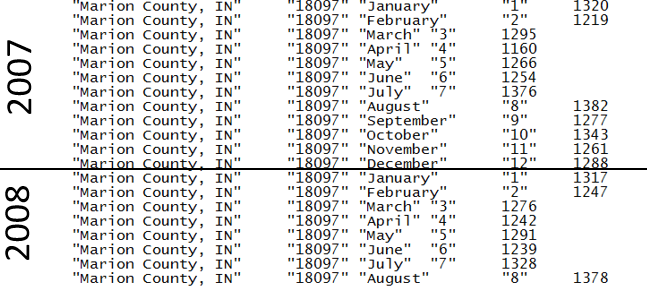 2007
"Marion County, IN" "18097" "January" "1" 1320
"Marion County, IN" "18097" "February" "2" 1219
"Marion County, IN" "18097" "March" "3" 1295
"Marion County, IN" "18097" "April" "4" 1160
"Marion County, IN" "18097" "May" "5" 1266
"Marion County, IN" "18097" "June" "6" 1254
"Marion County, IN" "18097" "July" "7" 1376
"Marion County, IN" "18097" "August" "8" 1382
"Marion County, IN" "18097" "September" "9" 1277
"Marion County, IN" "18097" "October" "10" 1343
"Marion County, IN" "18097" "November" "11" 1261
"Marion County, IN" "18097" "December" "12" 1288
2008
"Marion County, IN" "18097" "January" "1" 1317
"Marion County, IN" "18097" "February" "2" 1247
"Marion County, IN" "18097" "March" "3" 1276
"Marion County, IN" "18097" "April" "4" 1242
"Marion County, IN" "18097" "May" "5" 1291
"Marion County, IN" "18097" "June" "6" 1239
"Marion County, IN" "18097" "July" "7" 1328
"Marion County, IN" "18097" "August" "8" 1378